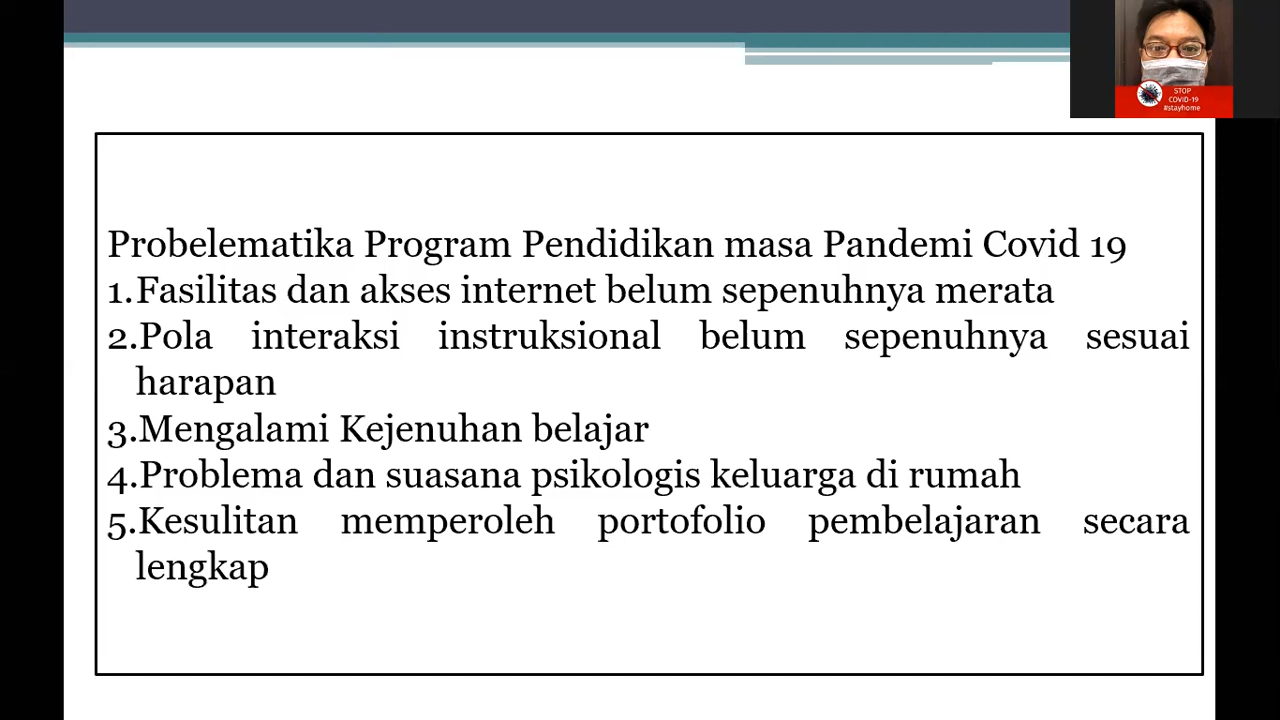 STOP
COVID-19
#stayhome
Probelematika Program Pendidikan masa Pandemi Covid 19
1.Fasilitas dan akses internet belum sepenuhnya merata
2.Pola interaksi instruksional belum sepenuhnya sesuai
harapan
3.Mengalami Kejenuhan belajar
4.Problema dan suasana psikologis keluarga di rumah
5.Kesulitan memperoleh portofolio pembelajaran secara
lengkap